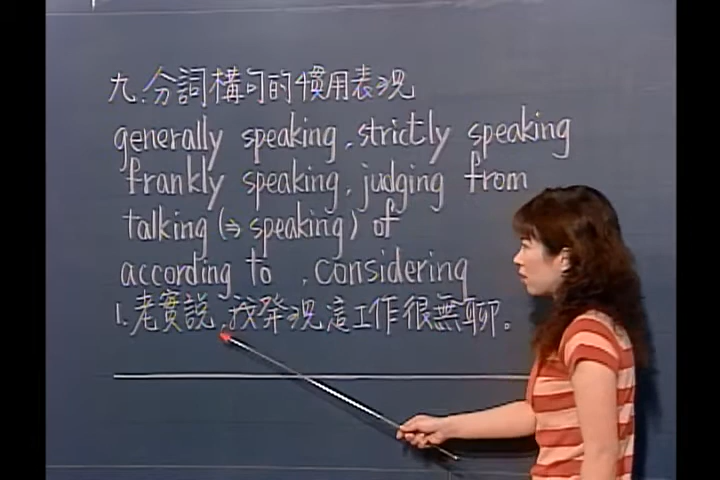 九.分詞構句的慣用表現
generally speaking, strictly speaking
frankly speaking, judging from
talking (⇒ speaking) of
according to , considering
1. 老實説,我發現這工作很無聊。